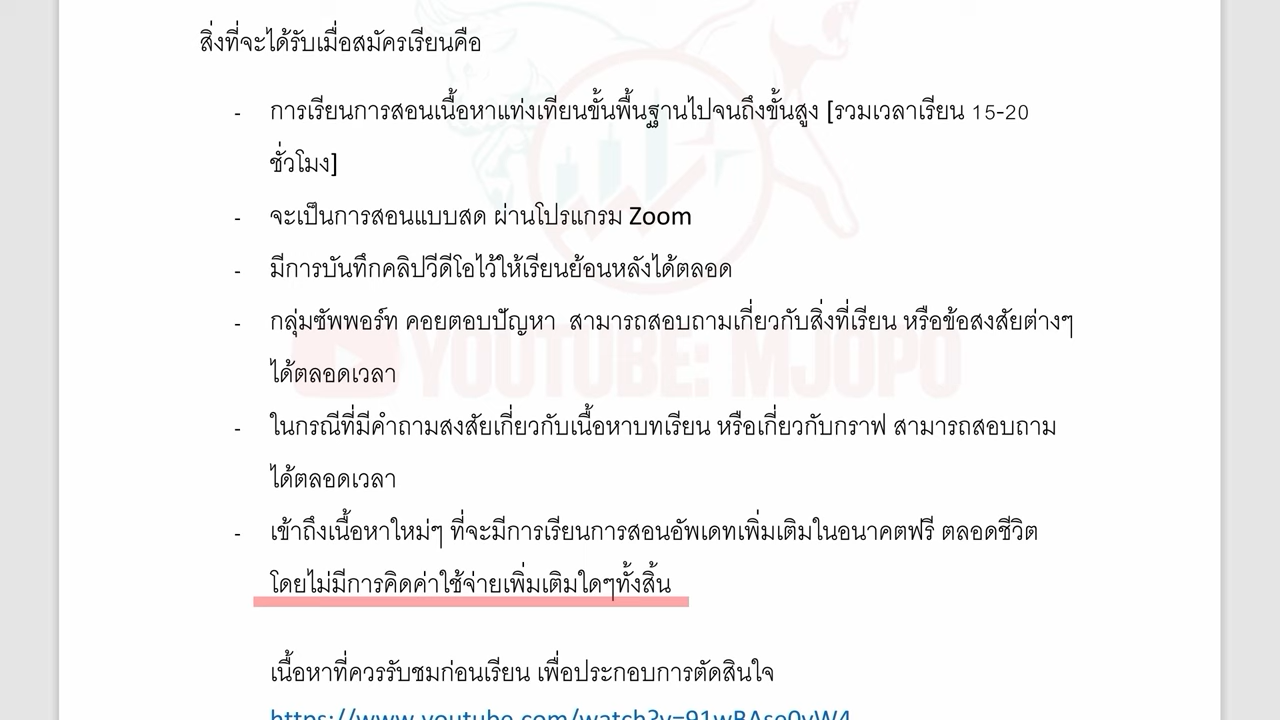 สิ่งที่จะได้รับเมื่อสมัครเรียนคือ
- การเรียนการสอนเนื้อหาแท่งเทียนขั้นพื้นฐานไปจนถึงขั้นสูง [รวมเวลาเรียน 15-20
ชั่วโมง]
- จะเป็นการสอนแบบสด ผ่านโปรแกรม Zoom
- มีการบันทึกคลิปวีดีโอไว้ให้เรียนย้อนหลังได้ตลอด
- กลุ่มซัพพอร์ท คอยตอบปัญหา สามารถสอบถามเกี่ยวกับสิ่งที่เรียน หรือข้อสงสัยต่างๆ
ได้ตลอดเวลา
YOUTUBE: MJOPO
- ในกรณีที่มีคำถามสงสัยเกี่ยวกับเนื้อหาบทเรียน หรือเกี่ยวกับกราฟ สามารถสอบถาม
ได้ตลอดเวลา
- เข้าถึงเนื้อหาใหม่ๆ ที่จะมีการเรียนการสอนอัพเดทเพิ่มเติมในอนาคตฟรี ตลอดชีวิต
โดยไม่มีการคิดค่าใช้จ่ายเพิ่มเติมใดๆทั้งสิ้น
เนื้อหาที่ควรรับชมก่อนเรียน เพื่อประกอบการตัดสินใจ